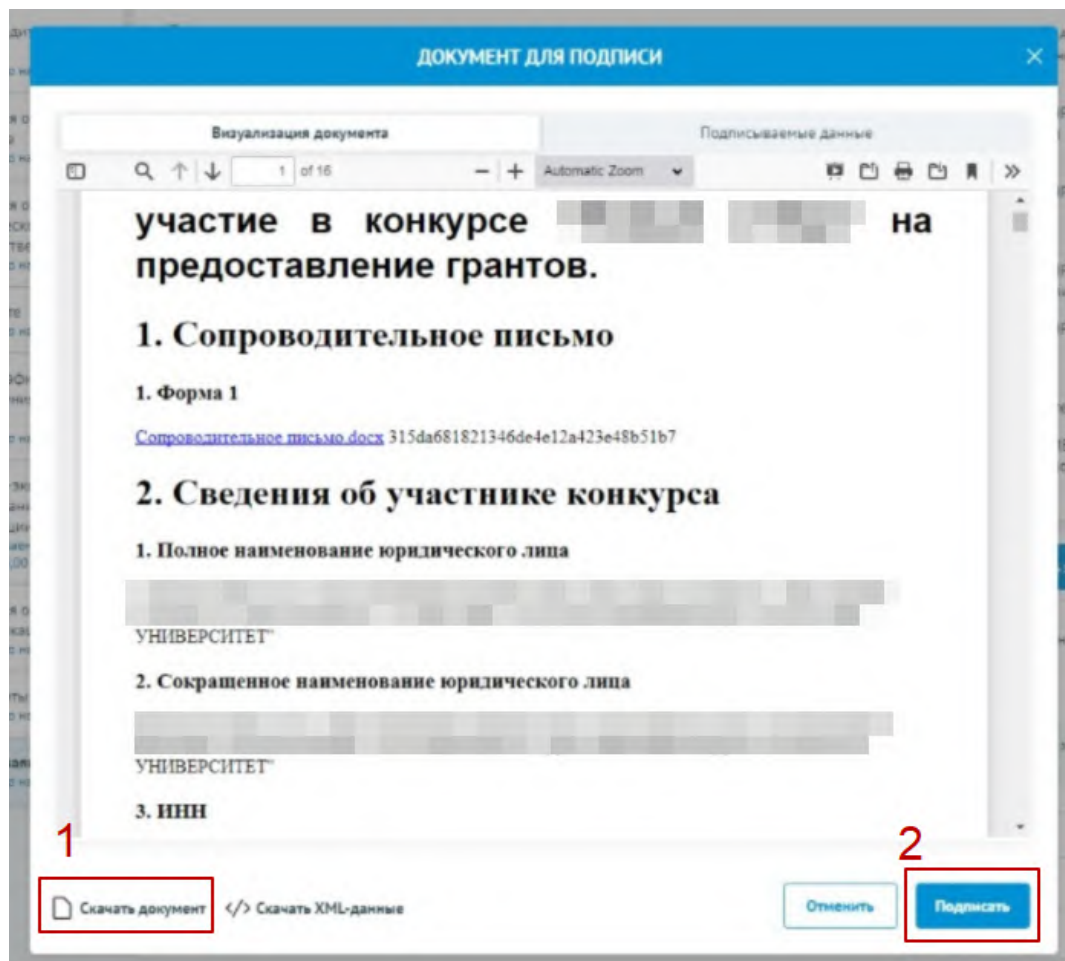 ДОКУМЕНТ ДЛЯ ПОДПИСИ
Визуализация документа
Подписываемые данные
1 of 16
Automatic Zoom
участие в конкурсе на
предоставление грантов.
1. Сопроводительное письмо
1. Форма 1
Сопроводительное письмо.docx 315da681821346de4e12a423e48b51b7
2. Сведения об участнике конкурса
1. Полное наименование юридического лица
УНИВЕРСИТЕТ"
2. Сокращенное наименование юридического лица
УНИВЕРСИТЕТ"
3. ИНН
1
2
Скачать документ
</> Скачать XML-данные
Отменить
Подписать